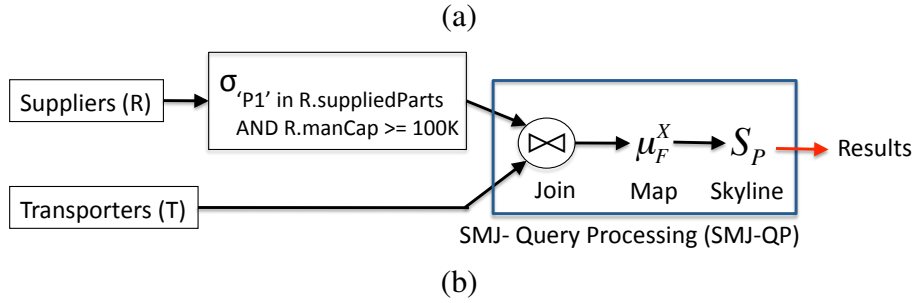 (a)
σ 'P1' in R.suppliedParts
AND R.manCap >= 100K
Suppliers (R)
Transporters (T)
⋈
Join
μ_F^X
Map
S_P
Skyline
Results
SMJ- Query Processing (SMJ-QP)
(b)